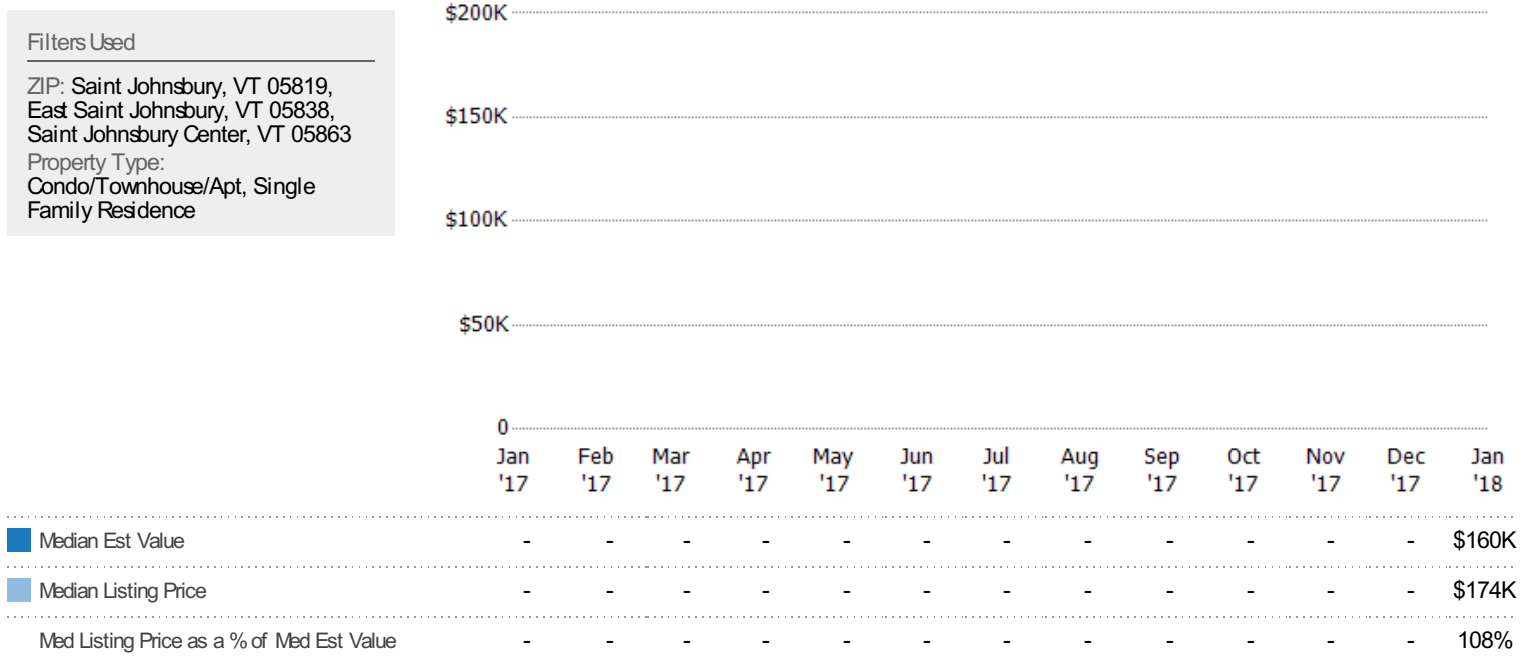 Filters Used
ZIP: Saint Johnsbury, VT 05819,
East Saint Johnsbury, VT 05838,
Saint Johnsbury Center, VT 05863
Property Type:
Condo/Townhouse/Apt, Single
Family Residence
$200K
$150K
$100K
$50K
0
Jan Feb Mar Apr May Jun Jul Aug Sep Oct Nov Dec Jan
'17 '17 '17 '17 '17 '17 '17 '17 '17 '17 '17 '17 '18
Median Est Value - - - - - - - - - - - - $160K
Median Listing Price - - - - - - - - - - - - $174K
Med Listing Price as a % of Med Est Value - - - - - - - - - - - - 108%